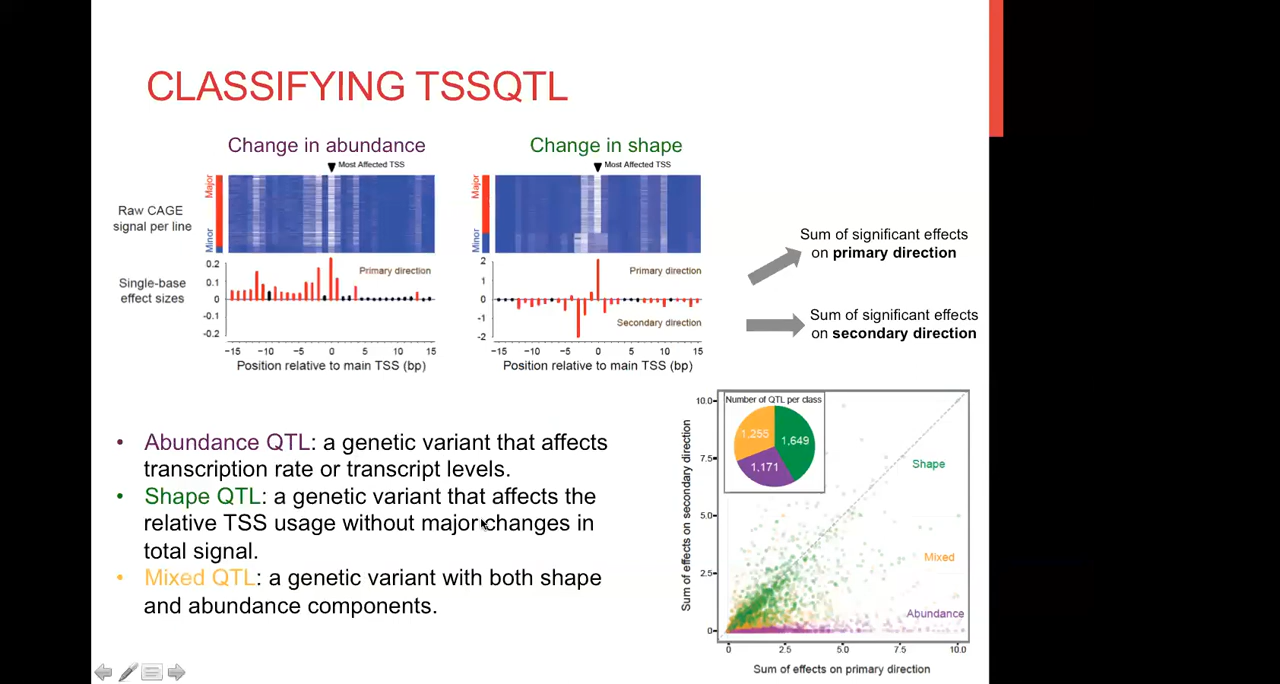 CLASSIFYING TSSQTL
Change in abundance
Change in shape
Most Affected TSS
Most Affected TSS
Raw CAGE
signal per line
Major
Minor
Major
Minor
Single-base
effect sizes
0.2
0.1
0
-0.1
-0.2
Primary direction
−15 −10 −5 0 5 10 15
Position relative to main TSS (bp)
2
1
0
-1
-2
Primary direction
Secondary direction
−15 −10 −5 0 5 10 15
Position relative to main TSS (bp)
Sum of significant effects
on primary direction
Sum of significant effects
on secondary direction
• Abundance QTL: a genetic variant that affects
transcription rate or transcript levels.
• Shape QTL: a genetic variant that affects the
relative TSS usage without major changes in
total signal.
• Mixed QTL: a genetic variant with both shape
and abundance components.
Number of QTL per class
1,255
1,649
1,171
Sum of effects on secondary direction
10.0
7.5
5.0
2.5
0
Shape
Mixed
Abundance
0 2.5 5.0 7.5 10.0
Sum of effects on primary direction